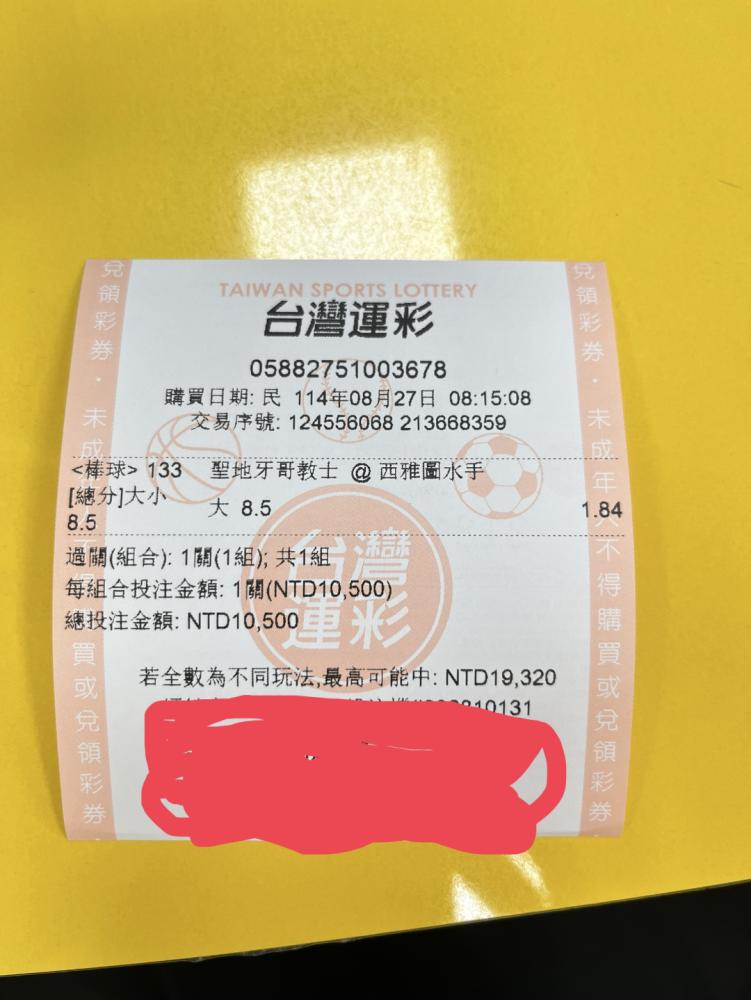 TAIWAN SPORTS LOTTERY
台灣運彩
05882751003678
購買日期: 民 114年08月27日 08:15:08
交易序號: 124556068 213668359
<棒球> 133 聖地牙哥教士 @ 西雅圖水手
[總分]大小 大 8.5 1.84
8.5
過關(組合): 1關(1組); 共1組
每組合投注金額: 1關(NTD10,500)
總投注金額: NTD10,500
台灣
運彩
若全數為不同玩法,最高可能中: NTD19,320
10131
兌領彩券・未成 不得購買或兌領彩券
兌領彩券・未成年人不得購買或兌領彩券・